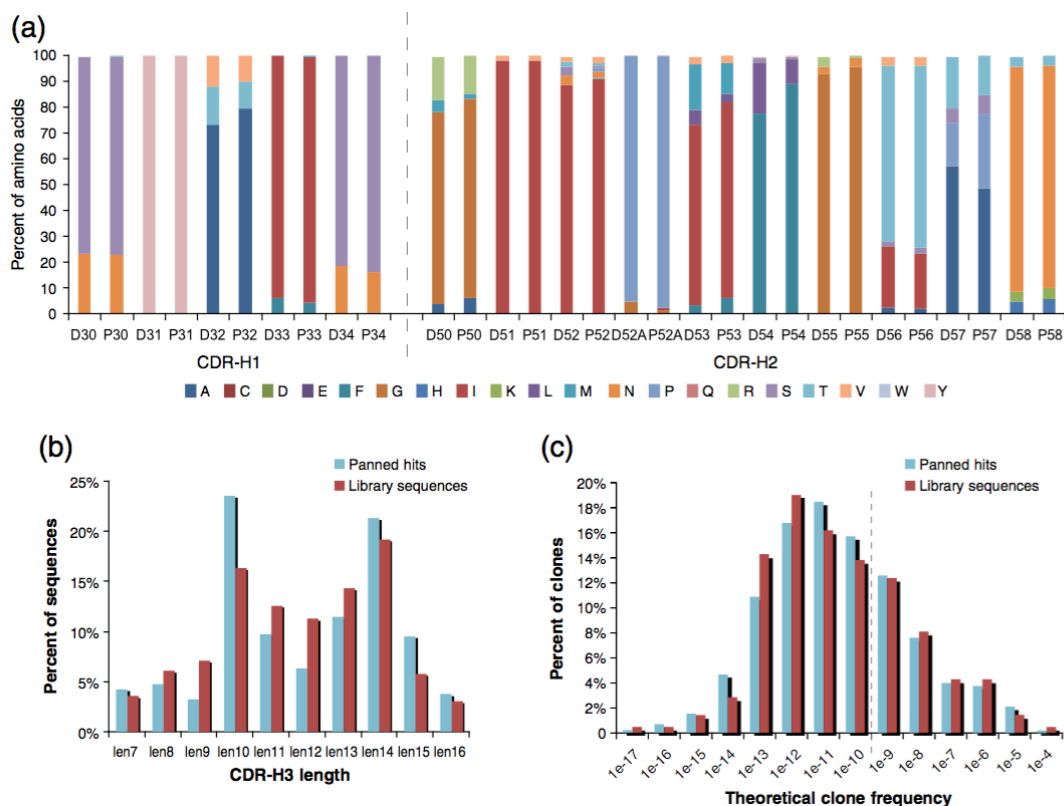 (a)
100
90
80
70
60
50
40
30
20
10
0
Percent of amino acids
D30 P30 D31 P31 D32 P32 D33 P33 D34 P34 D50 P50 D51 P51 D52 P52 D52A P52A D53 P53 D54 P54 D55 P55 D56 P56 D57 P57 D58 P58
CDR-H1 CDR-H2
A C D E F G H I K L M N P Q R S T V W Y
(b)
Panned hits
Library sequences
25%
20%
15%
10%
5%
0%
Percent of sequences
len7 len8 len9 len10 len11 len12 len13 len14 len15 len16
CDR-H3 length
(c)
Panned hits
Library sequences
20%
18%
16%
14%
12%
10%
8%
6%
4%
2%
0
Percent of clones
1e-17 1e-16 1e-15 1e-14 1e-13 1e-12 1e-11 1e-10 1e-9 1e-8 1e-7 1e-6 1e-5 1e-4
Theoretical clone frequency